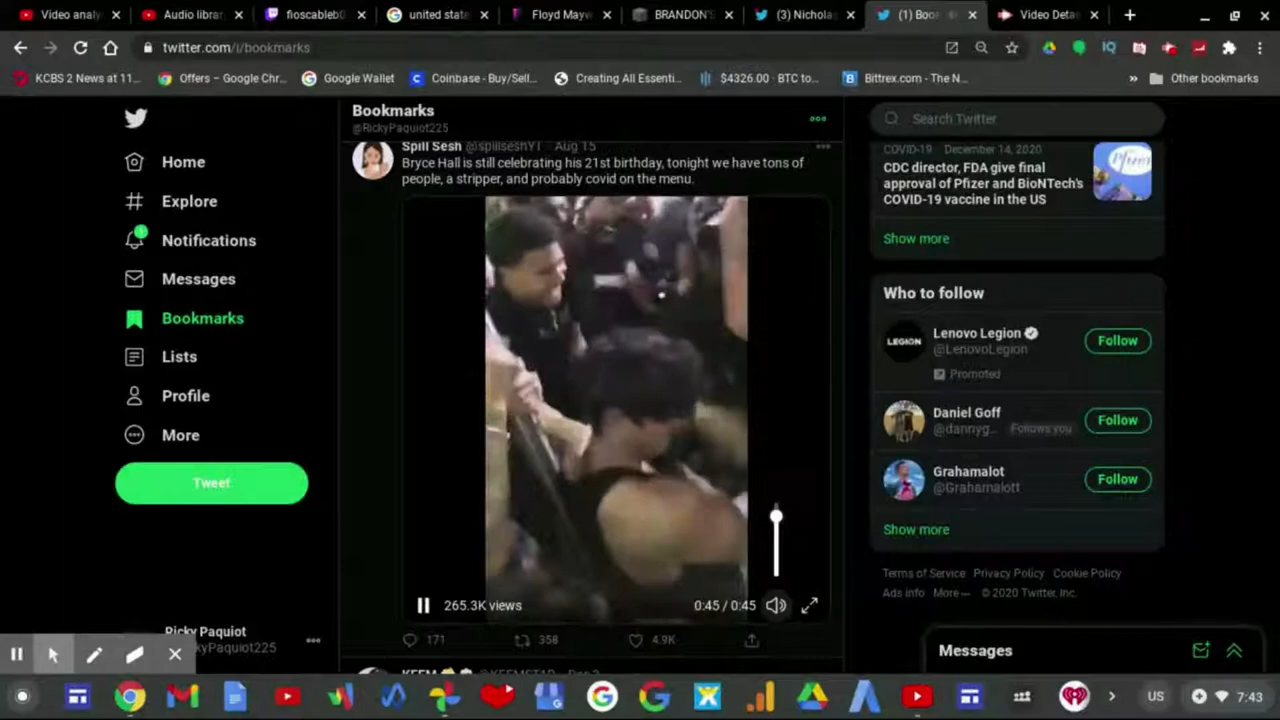 Video analy
Audio librar
fioscableb
united state
Floyd Mayw
BRANDON'S
(3) Nichola
(1) Boo
Video Deta
twitter.com/i/bookmarks
KCBS 2 News at 11...
Offers – Google Chr...
Google Wallet
Coinbase - Buy/Sell...
Creating All Essenti...
$4326.00 · BTC to...
Bittrex.com - The N...
»
Other bookmarks
Home
Explore
Notifications
Messages
Bookmarks
Lists
Profile
More
Tweet
Ricky Paquiot
kyPaquiot225
Bookmarks
@RickyPaquiot225
Spill Sesh @spillseshYT · Aug 15
Bryce Hall is still celebrating his 21st birthday, tonight we have tons of
people, a stripper, and probably covid on the menu.
265.3K views
0:45 / 0:45
171
358
4.9K
Search Twitter
COVID-19 · December 14, 2020
CDC director, FDA give final
approval of Pfizer and BioNTech's
COVID-19 vaccine in the US
Pfizer
Show more
Who to follow
LEGION
Lenovo Legion
@LenovoLegion
Follow
Promoted
Daniel Goff
@dannyg... Follows you
Follow
Grahamalot
@Grahamalott
Follow
Show more
Terms of Service Privacy Policy Cookie Policy
Ads info More © 2020 Twitter, Inc.
Messages
US
7:43